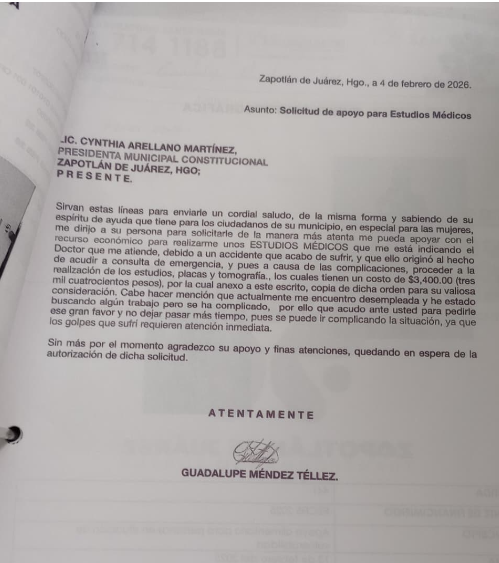 Zapotlán de Juárez, Hgo., a 4 de febrero de 2026.
Asunto: Solicitud de apoyo para Estudios Médicos
LIC. CYNTHIA ARELLANO MARTÍNEZ,
PRESIDENTA MUNICIPAL CONSTITUCIONAL
ZAPOTLÁN DE JUÁREZ, HGO;
P R E S E N T E.
Sirvan estas líneas para enviarle un cordial saludo, de la misma forma y sabiendo de su
espíritu de ayuda que tiene para los ciudadanos de su municipio, en especial para las mujeres,
me dirijo a su persona para solicitarle de la manera más atenta me pueda apoyar con el
recurso económico para realizarme unos ESTUDIOS MÉDICOS que me está indicando el
Doctor que me atiende, debido a un accidente que acabo de sufrir, y que ello originó al hecho
de acudir a consulta de emergencia, y pues a causa de las complicaciones, proceder a la
realización de los estudios, placas y tomografía., los cuales tienen un costo de $3,400.00 (tres
mil cuatrocientos pesos), por la cual anexo a este escrito, copia de dicha orden para su valiosa
consideración. Cabe hacer mención que actualmente me encuentro desempleada y he estado
buscando algún trabajo pero se ha complicado, por ello que acudo ante usted para pedirle
ese gran favor y no dejar pasar más tiempo, pues se puede ir complicando la situación, ya que
los golpes que sufrí requieren atención inmediata.
Sin más por el momento agradezco su apoyo y finas atenciones, quedando en espera de la
autorización de dicha solicitud.
A T E N T A M E N T E
GUADALUPE MÉNDEZ TÉLLEZ.